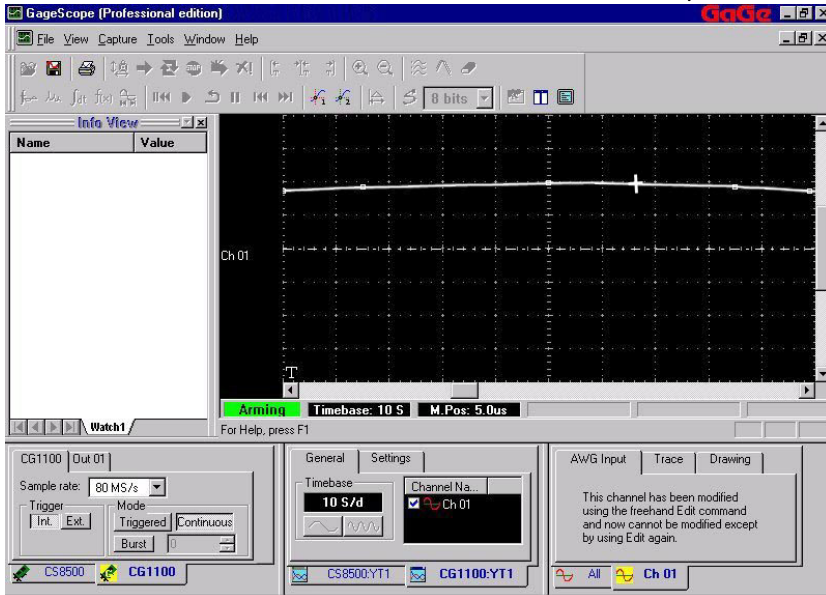 GageScope (Professional edition)
GaGe
File View Capture Tools Window Help
8 bits
Info View
Name Value
Ch 01
T
Arming Timebase: 10 S M.Pos: 5.0us
Watch1
For Help, press F1
CG1100 Out 01
Sample rate: 80 MS/s
Trigger
Int. Ext.
Mode
Triggered Continuous
Burst 0
CS8500 CG1100
General Settings
Timebase
10 S/d
Channel Na...
Ch 01
CS8500:YT1 CG1100:YT1
AWG Input Trace Drawing
This channel has been modified
using the freehand Edit command
and now cannot be modified except
by using Edit again.
All Ch 01